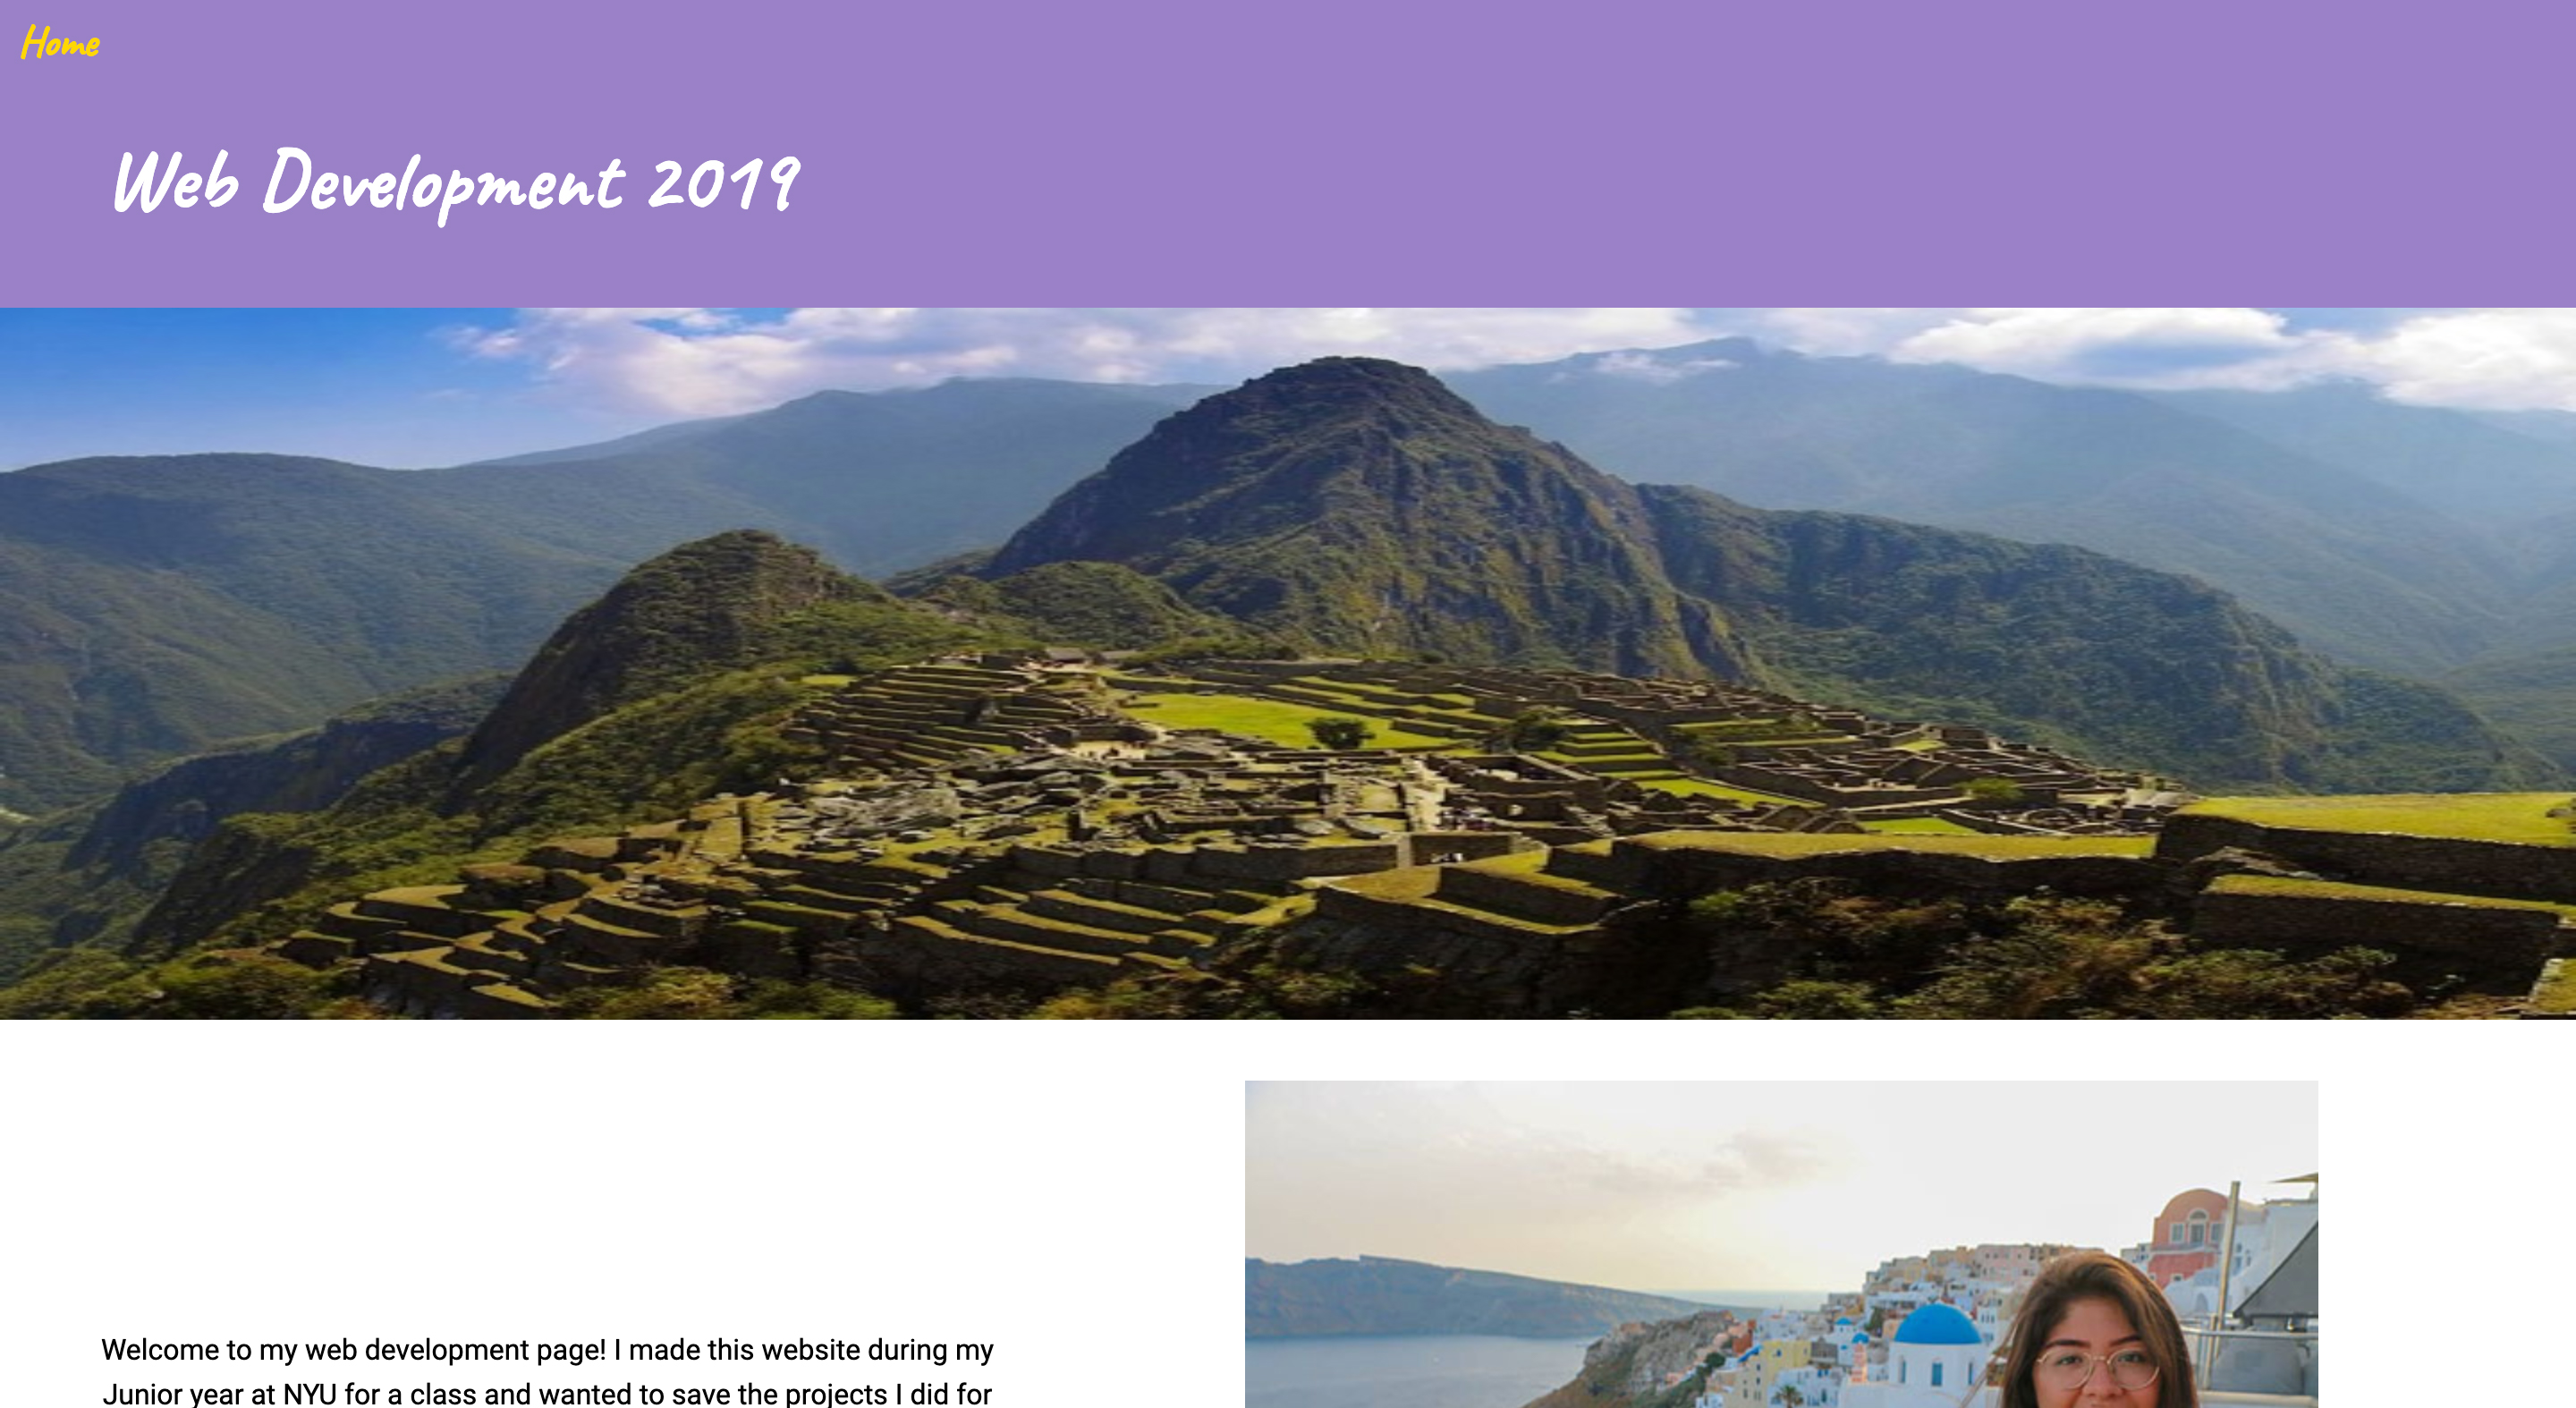 Home
Web Development 2019
Welcome to my web development page! I made this website during my
Junior year at NYU for a class and wanted to save the projects I did for